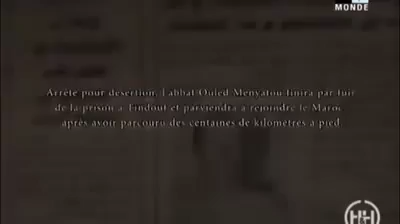 MONDE
Arrêté pour désertion, Labbat Ouled Menyatou finira par fuir
de la prison à Tindouf et parviendra à rejoindre le Maroc
après avoir parcouru des centaines de kilomètres à pied